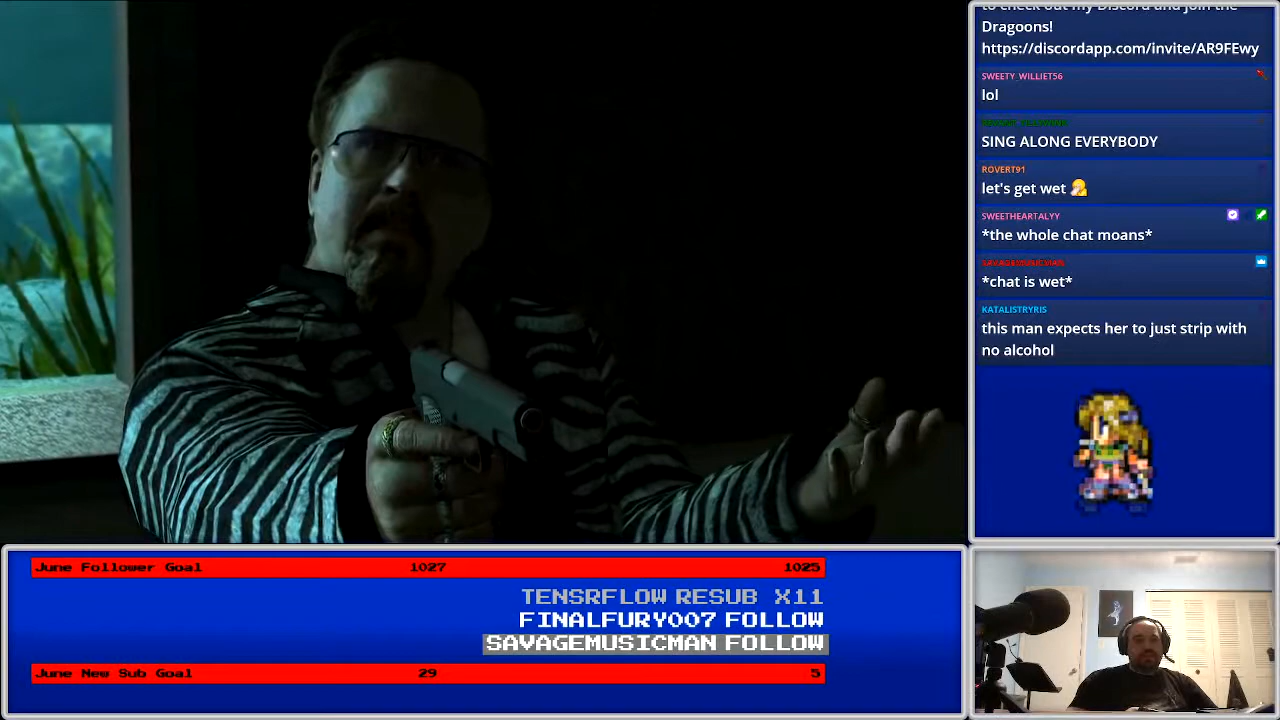 to check out my Discord and join the
Dragoons!
https://discordapp.com/invite/AR9FEwy
SWEETY_WILLIET56
lol
SING ALONG EVERYBODY
ROVERT91
let's get wet
SWEETHEARTALYY
*the whole chat moans*
SAVAGEMUSICMAN
*chat is wet*
KATALISTRYRIS
this man expects her to just strip with
no alcohol
June Follower Goal 1027 1025
TENSRFLOW RESUB X11
FINALFURY007 FOLLOW
SAVAGEMUSICMAN FOLLOW
June New Sub Goal 29 5